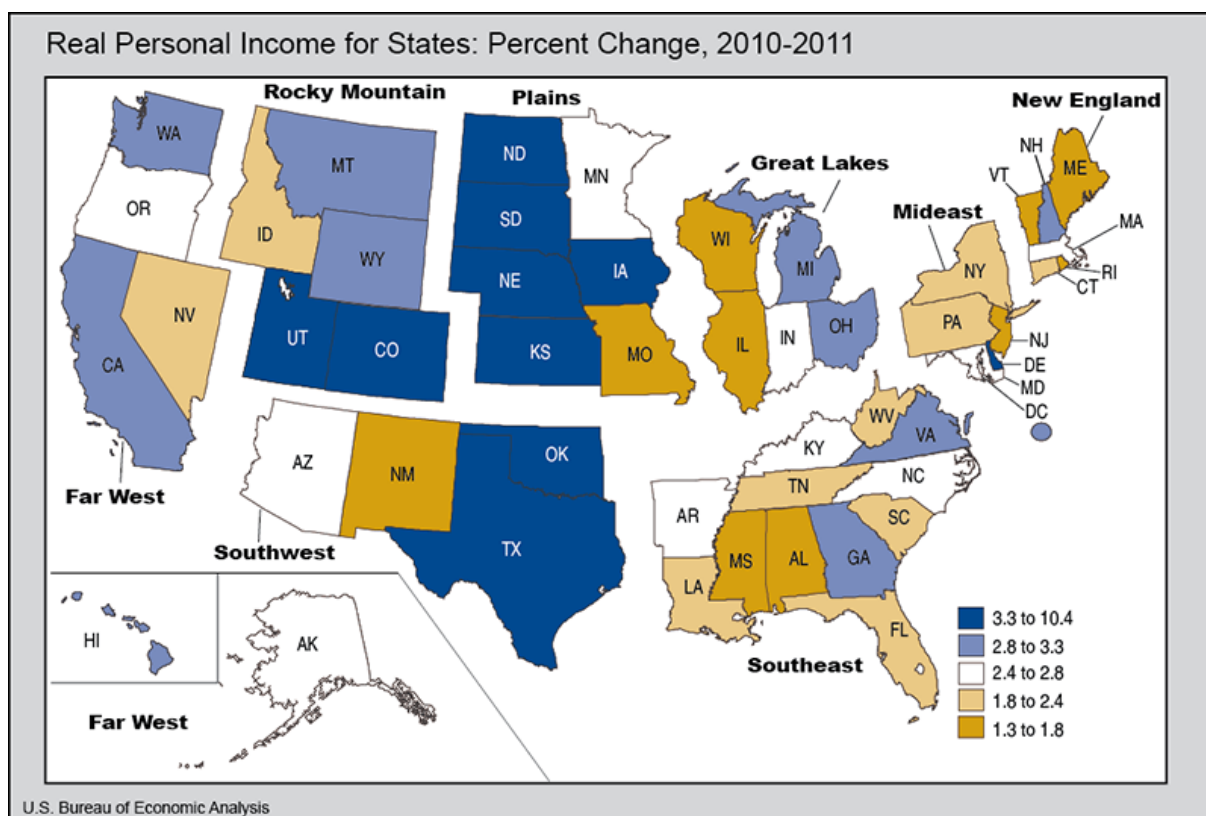 Real Personal Income for States: Percent Change, 2010-2011
Rocky Mountain
Plains
New England
Great Lakes
Mideast
WA
MT
ND
MN
NH
ME
VT
OR
ID
SD
WI
MA
WY
MI
NY
RI
CT
NV
NE
IA
PA
UT
CO
KS
MO
IL
IN
OH
NJ
CA
DE
MD
DC
AZ
NM
OK
KY
WV
VA
Far West
TN
NC
AR
SC
Southwest
TX
MS
AL
GA
LA
FL
HI
AK
Southeast
Far West
3.3 to 10.4
2.8 to 3.3
2.4 to 2.8
1.8 to 2.4
1.3 to 1.8
U.S. Bureau of Economic Analysis